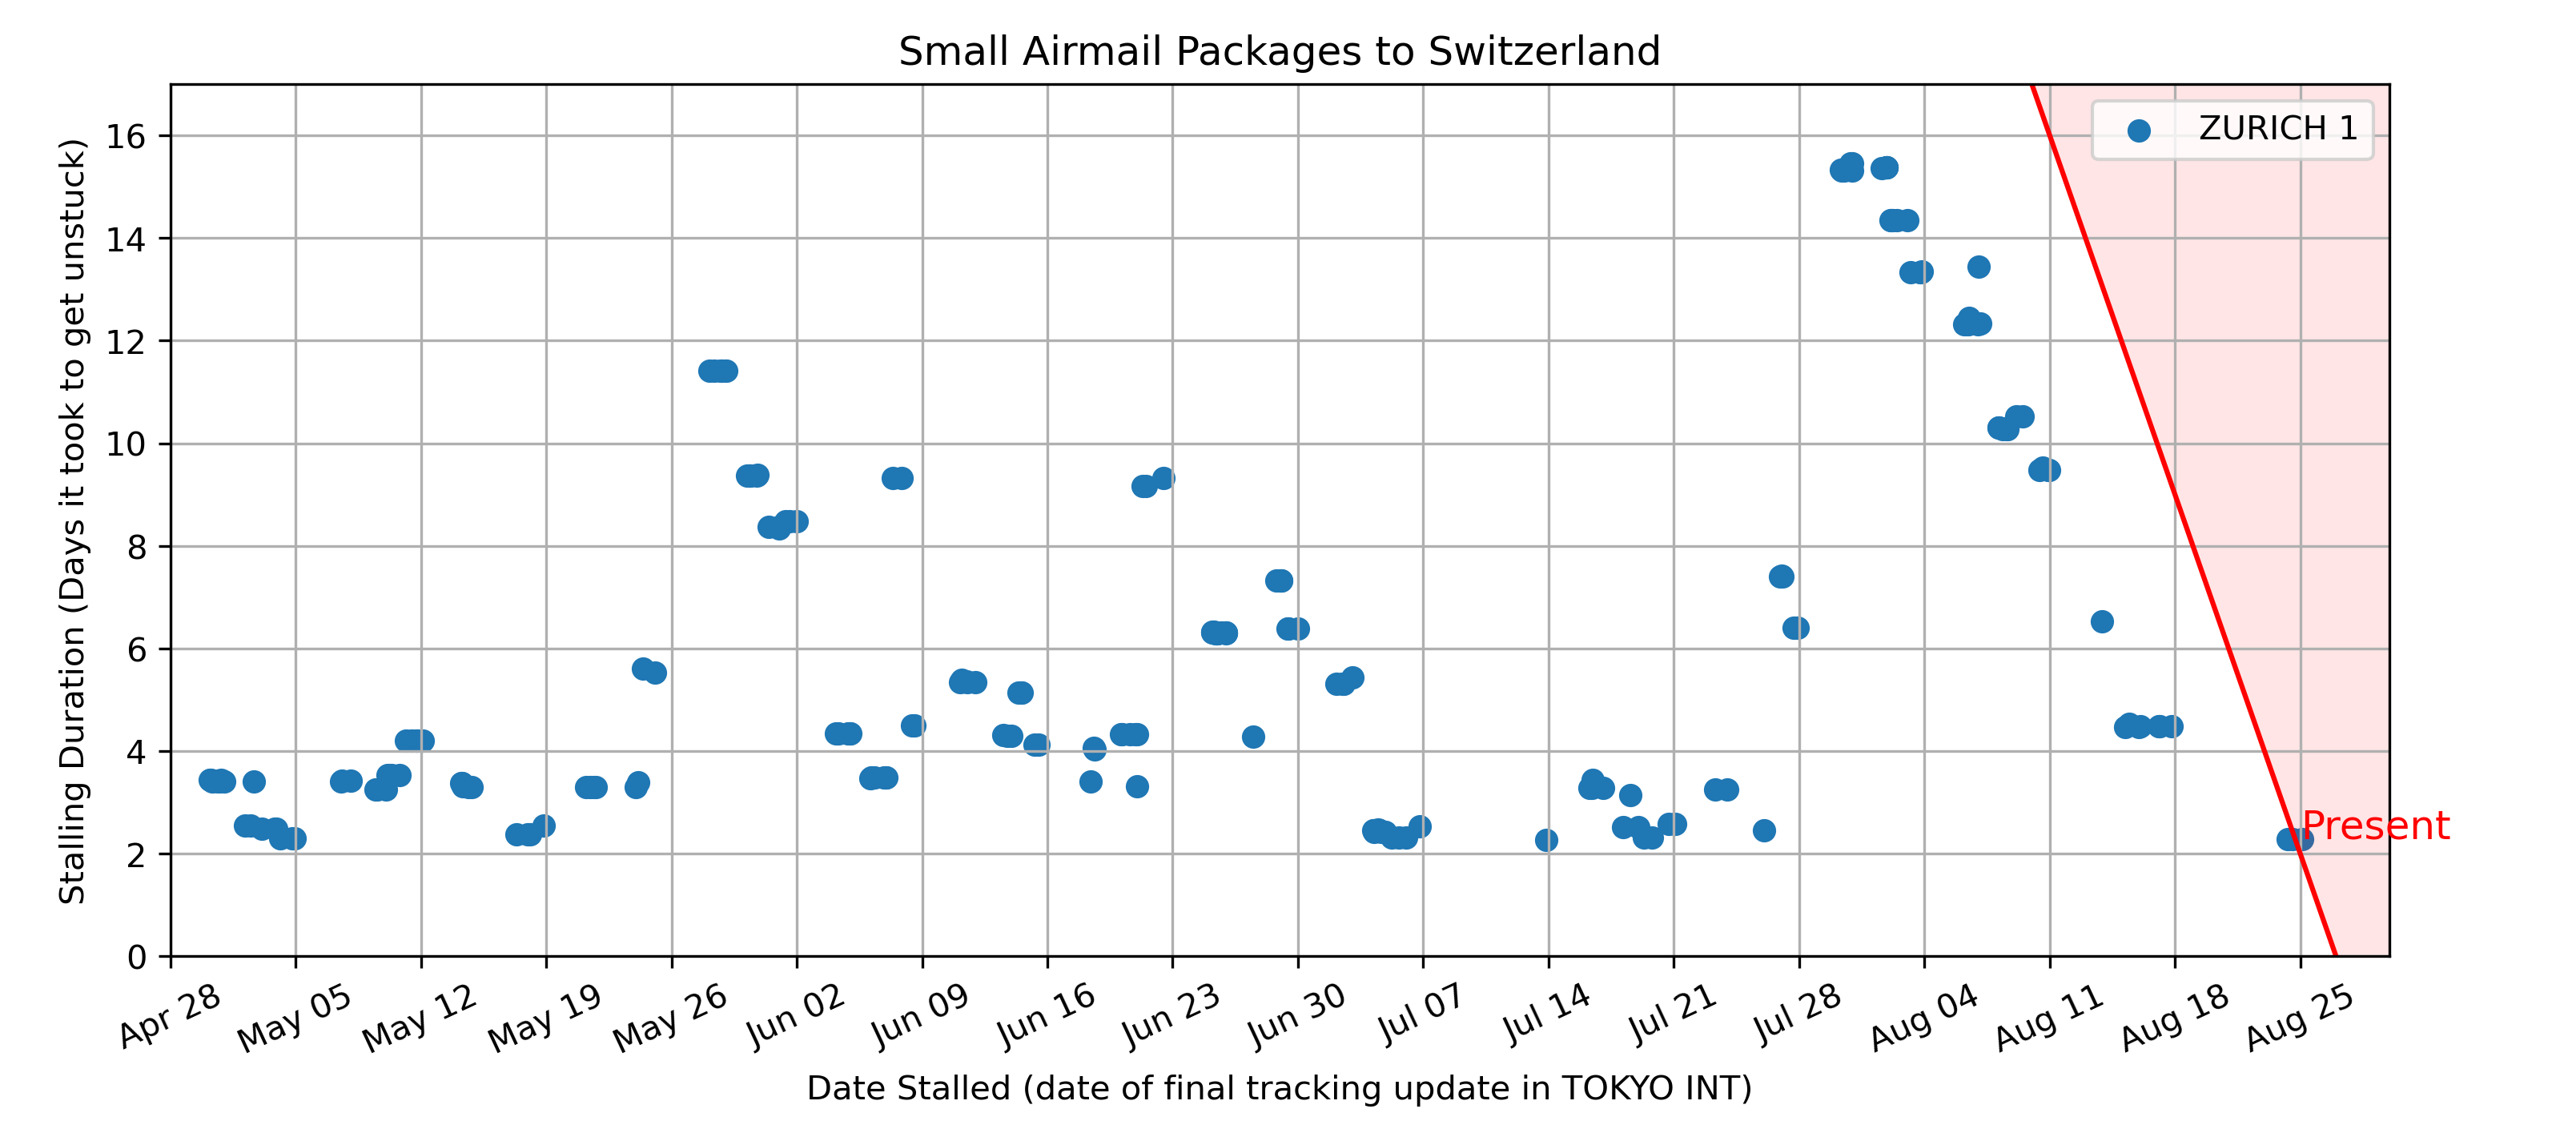 Small Airmail Packages to Switzerland
Stalling Duration (Days it took to get unstuck)
16
14
12
10
8
6
4
2
0
ZURICH 1
Present
Apr 28
May 05
May 12
May 19
May 26
Jun 02
Jun 09
Jun 16
Jun 23
Jun 30
Jul 07
Jul 14
Jul 21
Jul 28
Aug 04
Aug 11
Aug 18
Aug 25
Date Stalled (date of final tracking update in TOKYO INT)